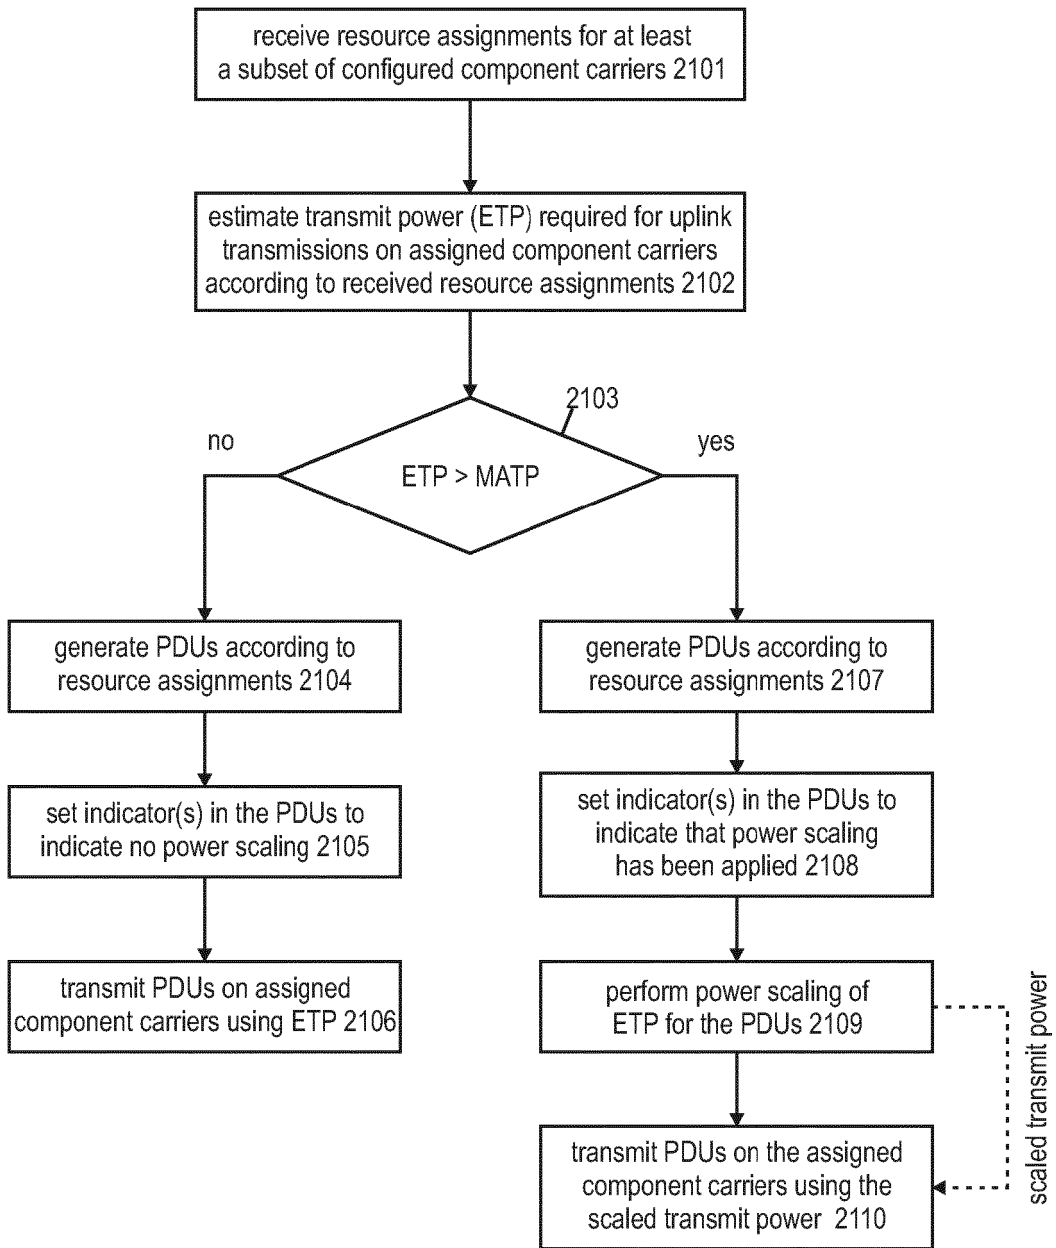 receive resource assignments for at least
a subset of configured component carriers 2101
estimate transmit power (ETP) required for uplink
transmissions on assigned component carriers
according to received resource assignments 2102
2103
no
yes
ETP > MATP
generate PDUs according to
resource assignments 2104
generate PDUs according to
resource assignments 2107
set indicator(s) in the PDUs to
indicate no power scaling 2105
set indicator(s) in the PDUs to
indicate that power scaling
has been applied 2108
transmit PDUs on assigned
component carriers using ETP 2106
perform power scaling of
ETP for the PDUs 2109
scaled transmit power
transmit PDUs on the assigned
component carriers using the
scaled transmit power 2110